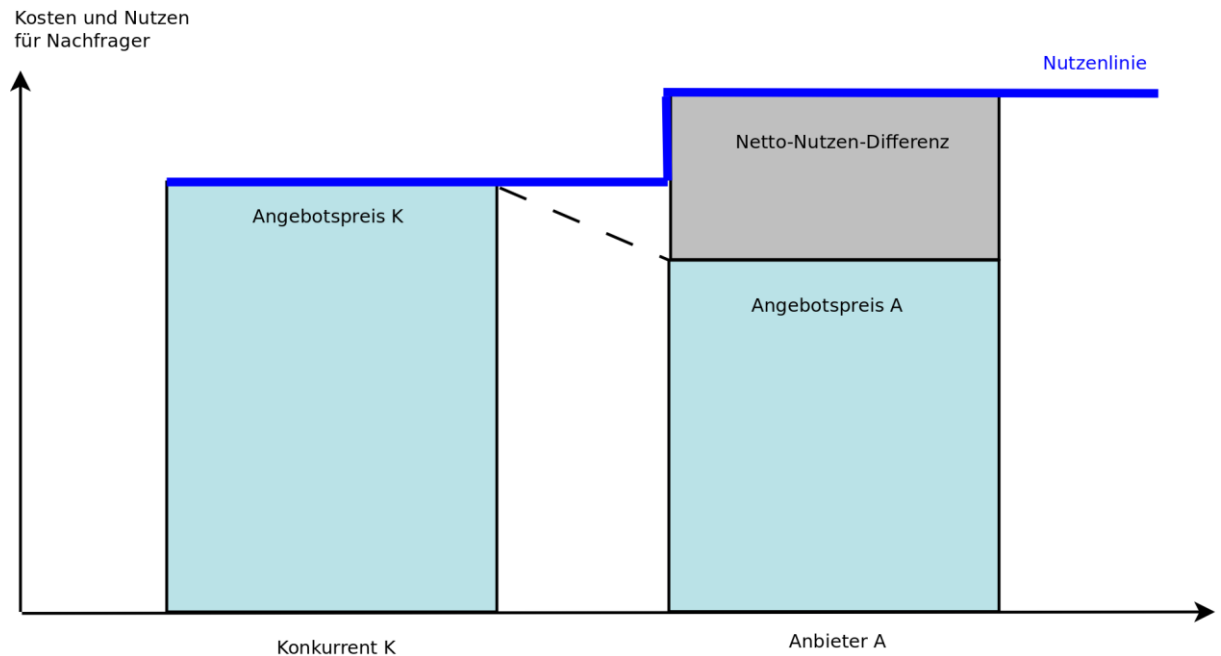 Kosten und Nutzen
für Nachfrager
Nutzenlinie
Netto-Nutzen-Differenz
Angebotspreis K
Angebotspreis A
Konkurrent K
Anbieter A